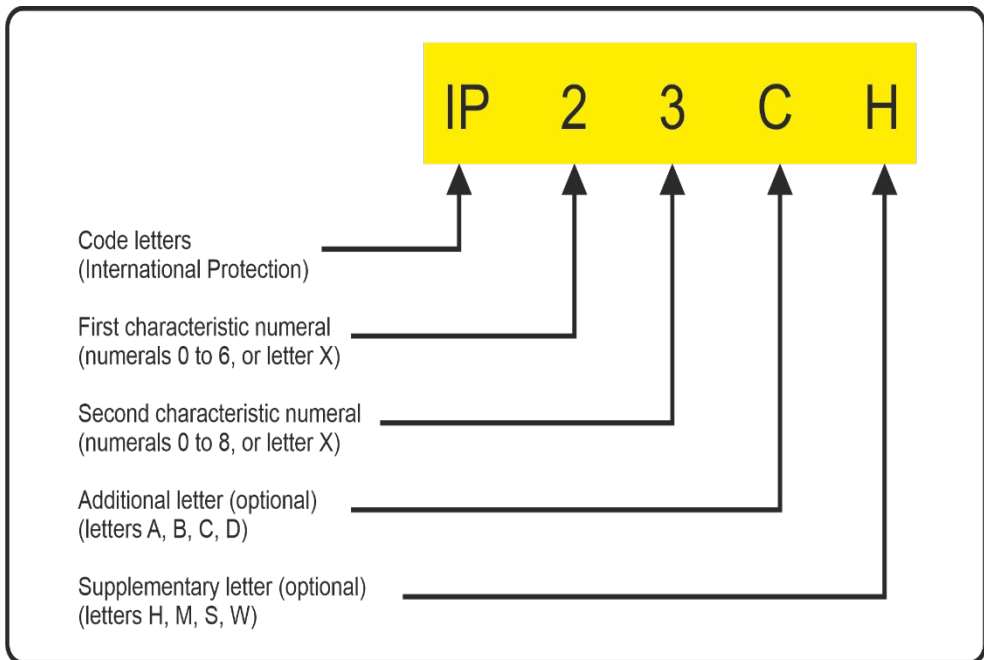 IP 2 3 C H
Code letters
(International Protection)
First characteristic numeral
(numerals 0 to 6, or letter X)
Second characteristic numeral
(numerals 0 to 8, or letter X)
Additional letter (optional)
(letters A, B, C, D)
Supplementary letter (optional)
(letters H, M, S, W)